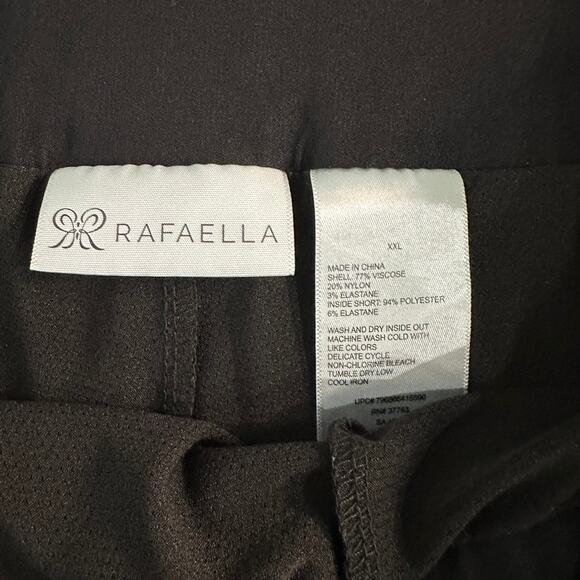 RAFAELLA
XXL
MADE IN CHINA
SHELL: 77% VISCOSE
20% NYLON
3% ELASTANE
INSIDE SHORT: 94% POLYESTER
6% ELASTANE
WASH AND DRY INSIDE OUT
MACHINE WASH COLD WITH
LIKE COLORS
DELICATE CYCLE
NON-CHLORINE BLEACH
TUMBLE DRY LOW
COOL IRON
UPC# 796566415590
RN# 37763